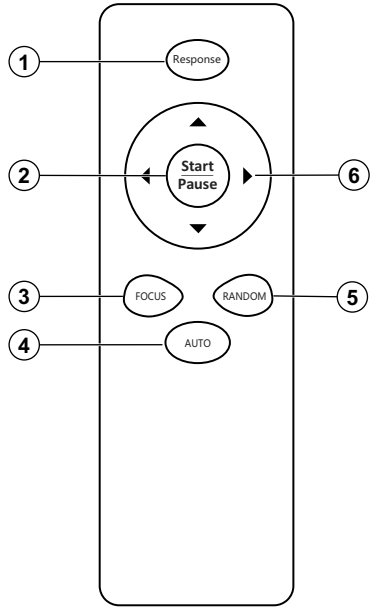 1
Response
2
Start
Pause
6
3
FOCUS
RANDOM
5
4
AUTO